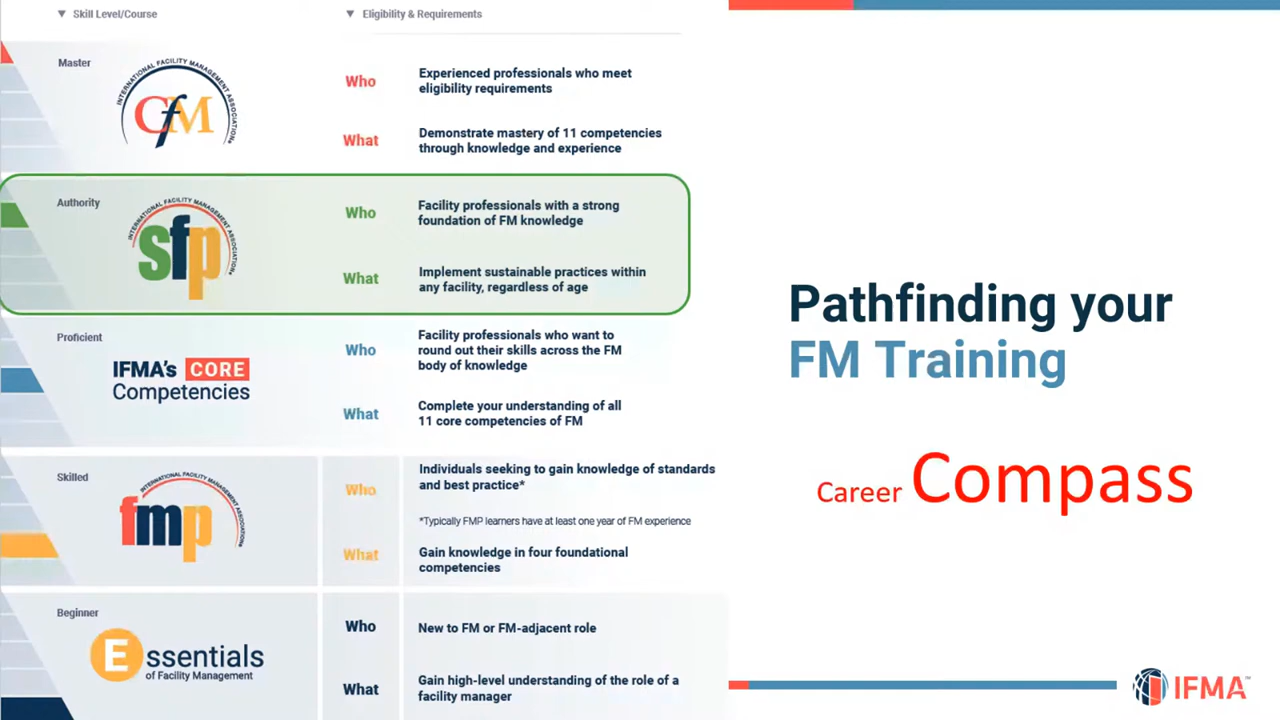 ▼ Skill Level/Course
▼ Eligibility & Requirements
Master
INTERNATIONAL FACILITY MANAGEMENT ASSOCIATION
CfM
Who
Experienced professionals who meet
eligibility requirements
What
Demonstrate mastery of 11 competencies
through knowledge and experience
Authority
INTERNATIONAL FACILITY MANAGEMENT ASSOCIATION
sfp
Who
Facility professionals with a strong
foundation of FM knowledge
What
Implement sustainable practices within
any facility, regardless of age
Proficient
IFMA's CORE
Competencies
Who
Facility professionals who want to
round out their skills across the FM
body of knowledge
What
Complete your understanding of all
11 core competencies of FM
Skilled
INTERNATIONAL FACILITY MANAGEMENT ASSOCIATION
fmp
Who
Individuals seeking to gain knowledge of standards
and best practice*
*Typically FMP learners have at least one year of FM experience
What
Gain knowledge in four foundational
competencies
Beginner
Essentials
of Facility Management
Who
New to FM or FM-adjacent role
What
Gain high-level understanding of the role of a
facility manager
Pathfinding your
FM Training
Career Compass
IFMA™